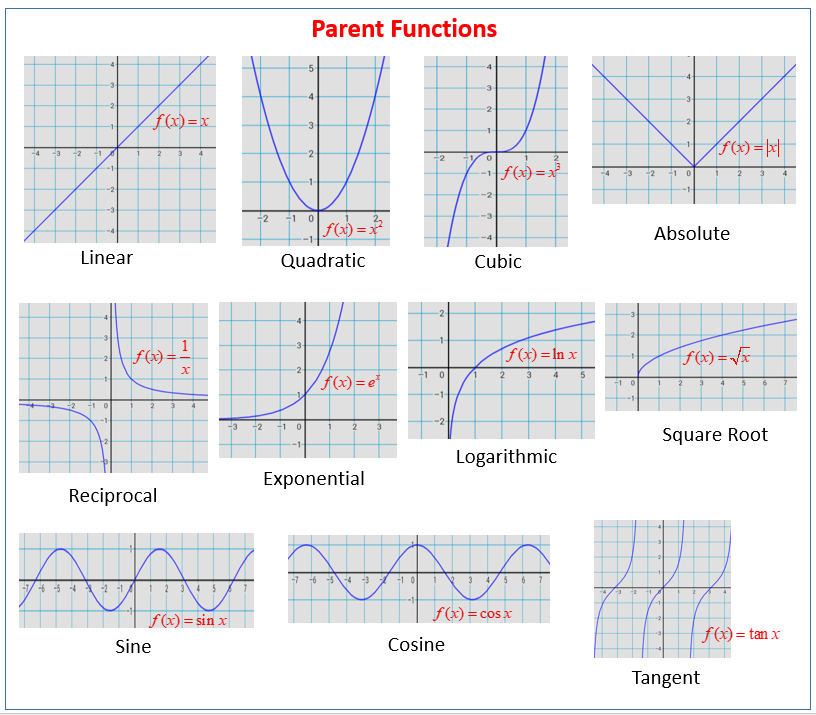 Parent Functions
f(x) = x
Linear
f(x) = x²
Quadratic
f(x) = x³
Cubic
f(x) = |x|
Absolute
f(x) = 1/x
Reciprocal
f(x) = eˣ
Exponential
f(x) = ln x
Logarithmic
f(x) = √x
Square Root
f(x) = sin x
Sine
f(x) = cos x
Cosine
f(x) = tan x
Tangent